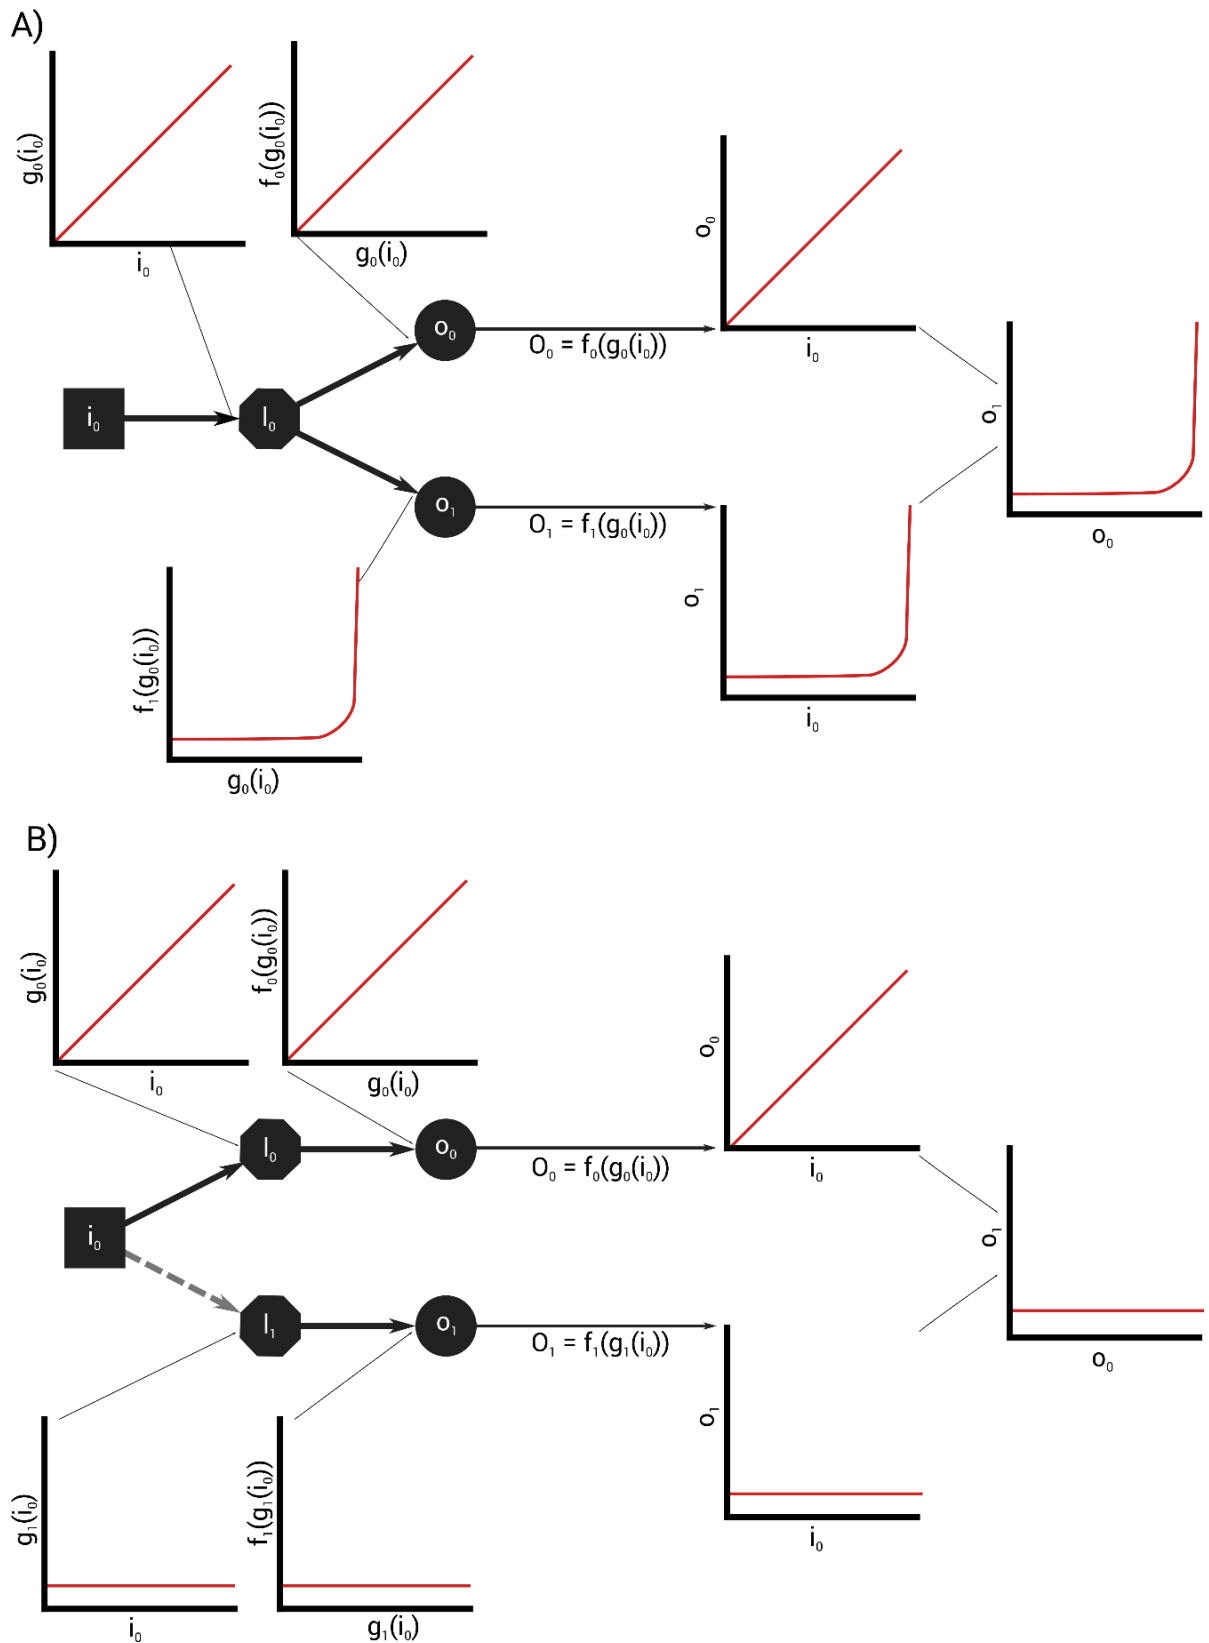 A)
g₀(i₀)
i₀
f₀(g₀(i₀))
g₀(i₀)
o₀
i₀
o₀
O₀ = f₀(g₀(i₀))
i₀
l₀
o₁
O₁ = f₁(g₀(i₀))
o₁
i₀
o₁
o₀
f₁(g₀(i₀))
g₀(i₀)
B)
g₀(i₀)
i₀
f₀(g₀(i₀))
g₀(i₀)
o₀
i₀
l₀
o₀
O₀ = f₀(g₀(i₀))
i₀
l₁
o₁
O₁ = f₁(g₁(i₀))
o₁
i₀
o₁
o₀
g₁(i₀)
i₀
f₁(g₁(i₀))
g₁(i₀)